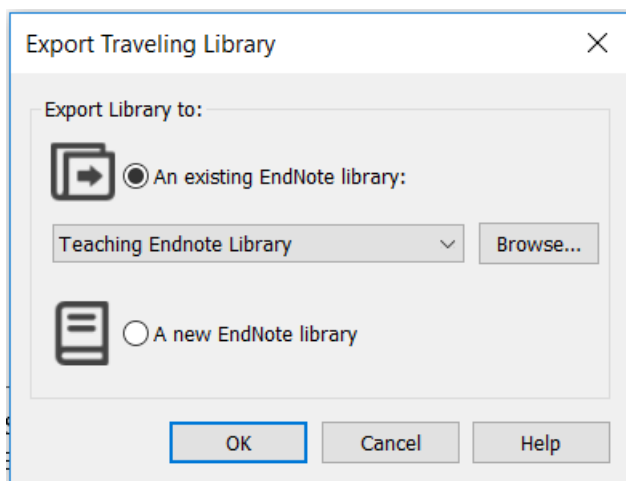 Export Traveling Library
Export Library to:
An existing EndNote library:
Teaching Endnote Library
Browse...
A new EndNote library
OK Cancel Help